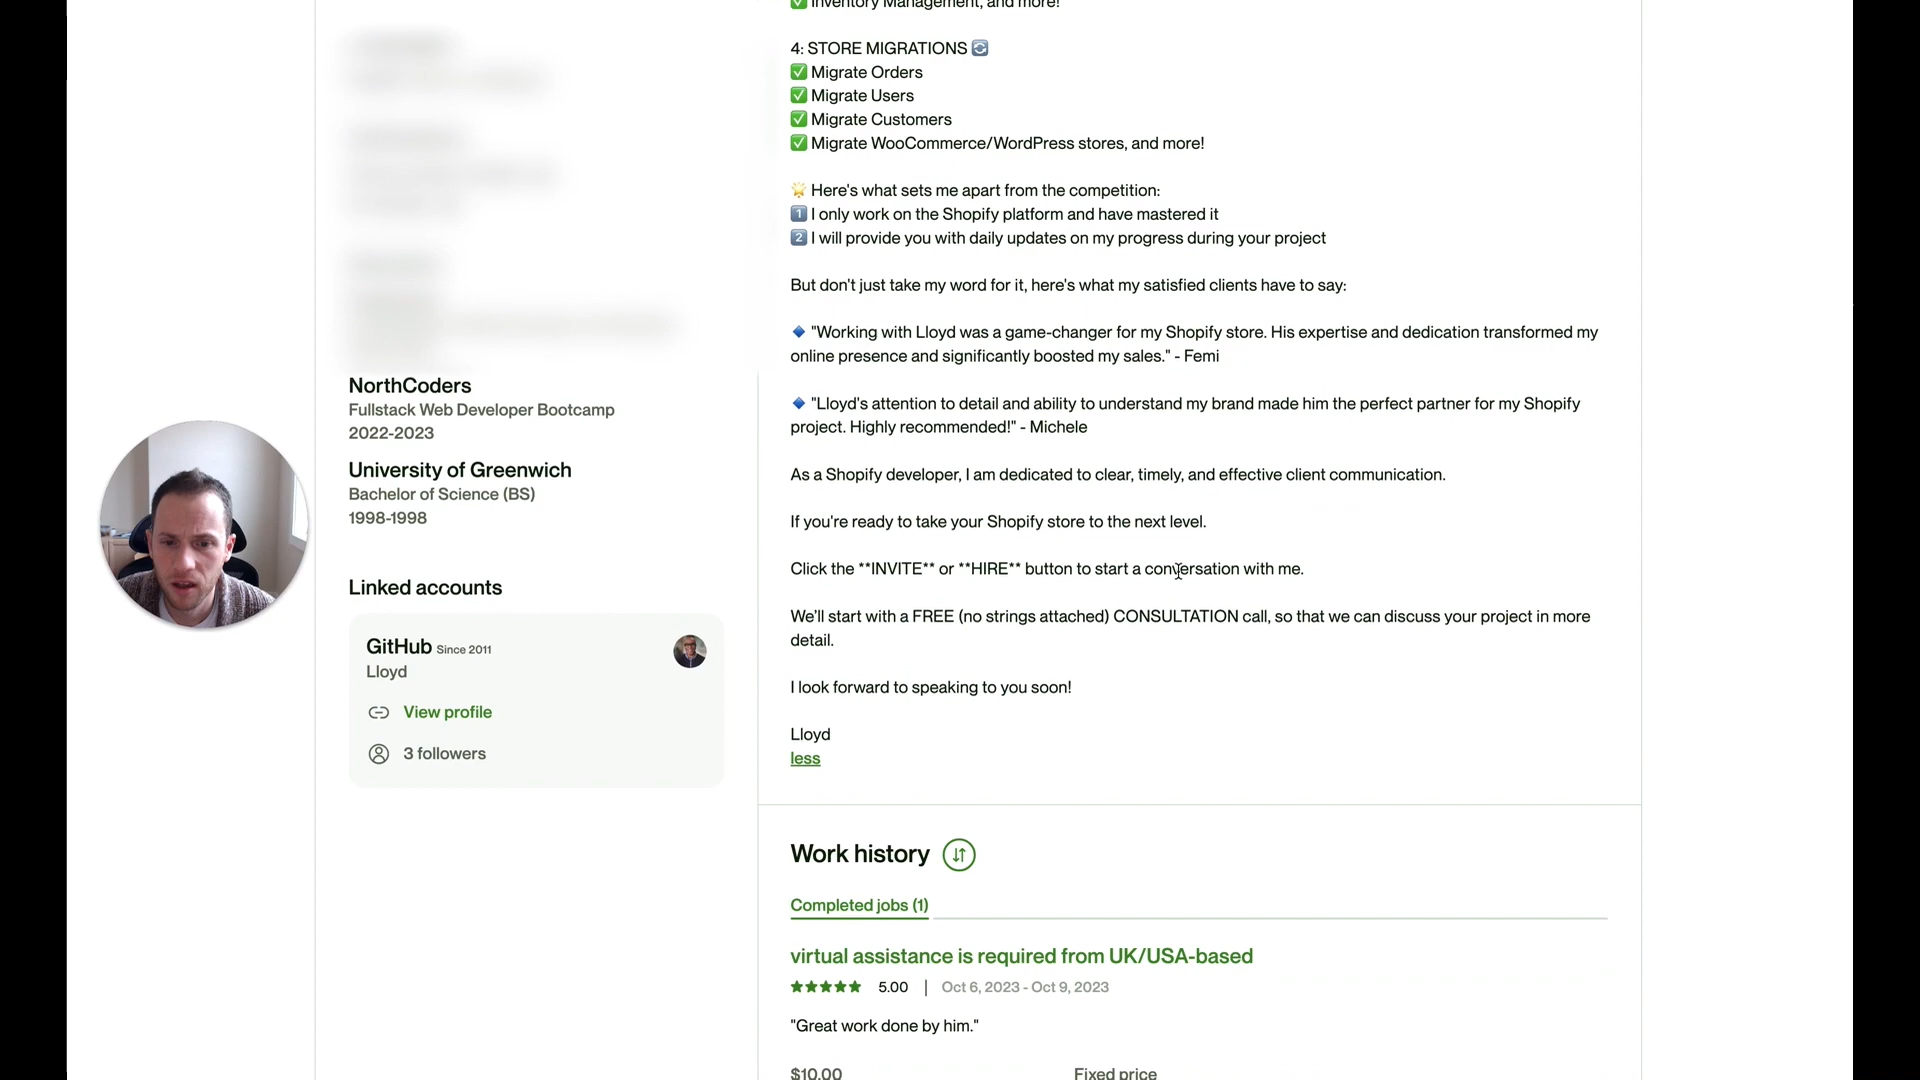 Inventory Management, and more!
4: STORE MIGRATIONS
Migrate Orders
Migrate Users
Migrate Customers
Migrate WooCommerce/WordPress stores, and more!
Here's what sets me apart from the competition:
1 I only work on the Shopify platform and have mastered it
2 I will provide you with daily updates on my progress during your project
But don't just take my word for it, here's what my satisfied clients have to say:
"Working with Lloyd was a game-changer for my Shopify store. His expertise and dedication transformed my
online presence and significantly boosted my sales." - Femi
"Lloyd's attention to detail and ability to understand my brand made him the perfect partner for my Shopify
project. Highly recommended!" - Michele
As a Shopify developer, I am dedicated to clear, timely, and effective client communication.
If you're ready to take your Shopify store to the next level.
Click the **INVITE** or **HIRE** button to start a conversation with me.
We’ll start with a FREE (no strings attached) CONSULTATION call, so that we can discuss your project in more
detail.
I look forward to speaking to you soon!
Lloyd
less
NorthCoders
Fullstack Web Developer Bootcamp
2022-2023
University of Greenwich
Bachelor of Science (BS)
1998-1998
Linked accounts
GitHub Since 2011
Lloyd
View profile
3 followers
Work history
Completed jobs (1)
virtual assistance is required from UK/USA-based
5.00 | Oct 6, 2023 - Oct 9, 2023
"Great work done by him."
$10.00 Fixed price